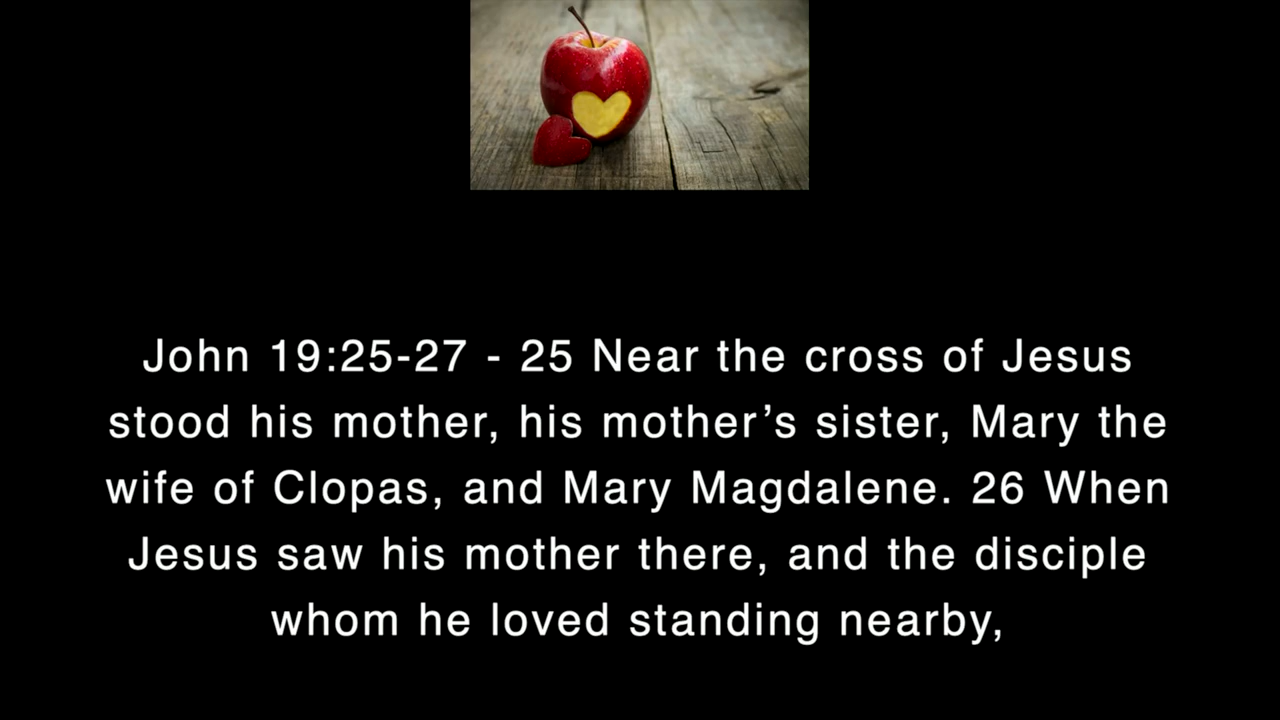 John 19:25-27 - 25 Near the cross of Jesus
stood his mother, his mother’s sister, Mary the
wife of Clopas, and Mary Magdalene. 26 When
Jesus saw his mother there, and the disciple
whom he loved standing nearby,